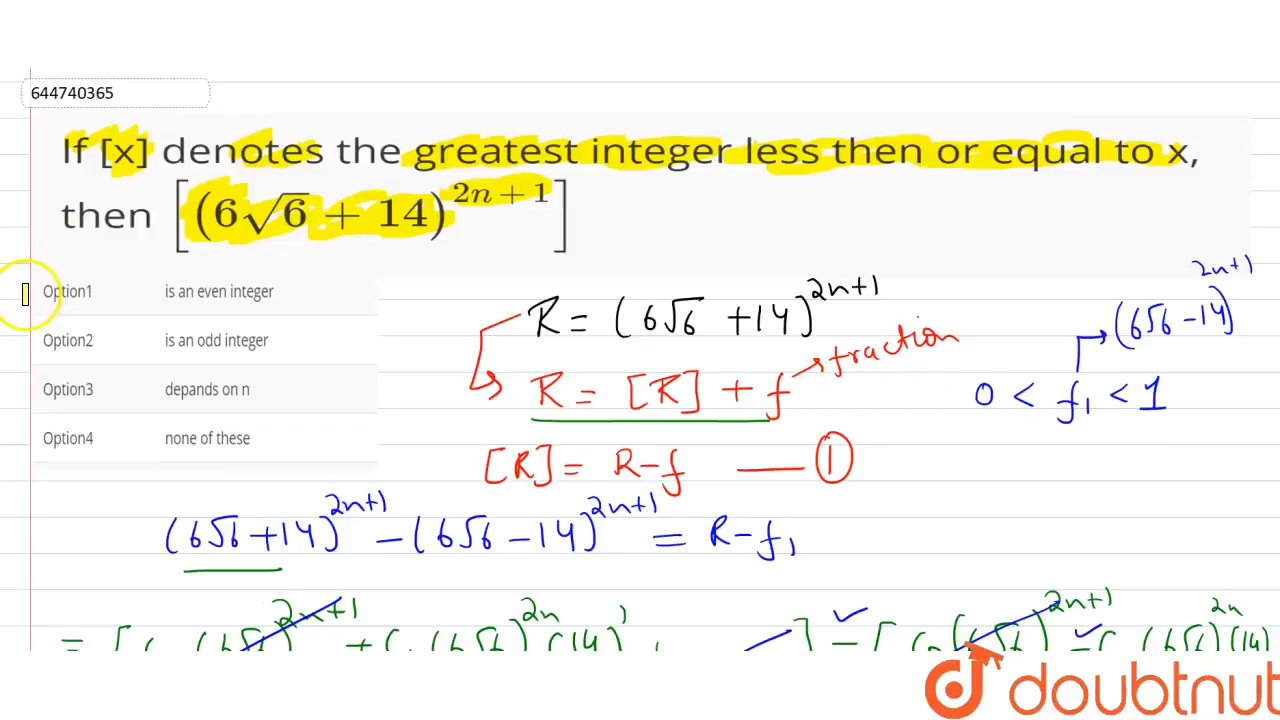 644740365
If [x] denotes the greatest integer less then or equal to x,
then [(6√6 + 14)^(2n + 1)]
Option1 is an even integer
Option2 is an odd integer
Option3 depands on n
Option4 none of these
R = (6√6 + 14)^(2n+1)
R = [R] + f → fraction
[R] = R - f — ①
(6√6 - 14)^(2n+1)
0 < f₁ < 1
(6√6 + 14)^(2n+1) - (6√6 - 14)^(2n+1) = R - f₁
doubtnut